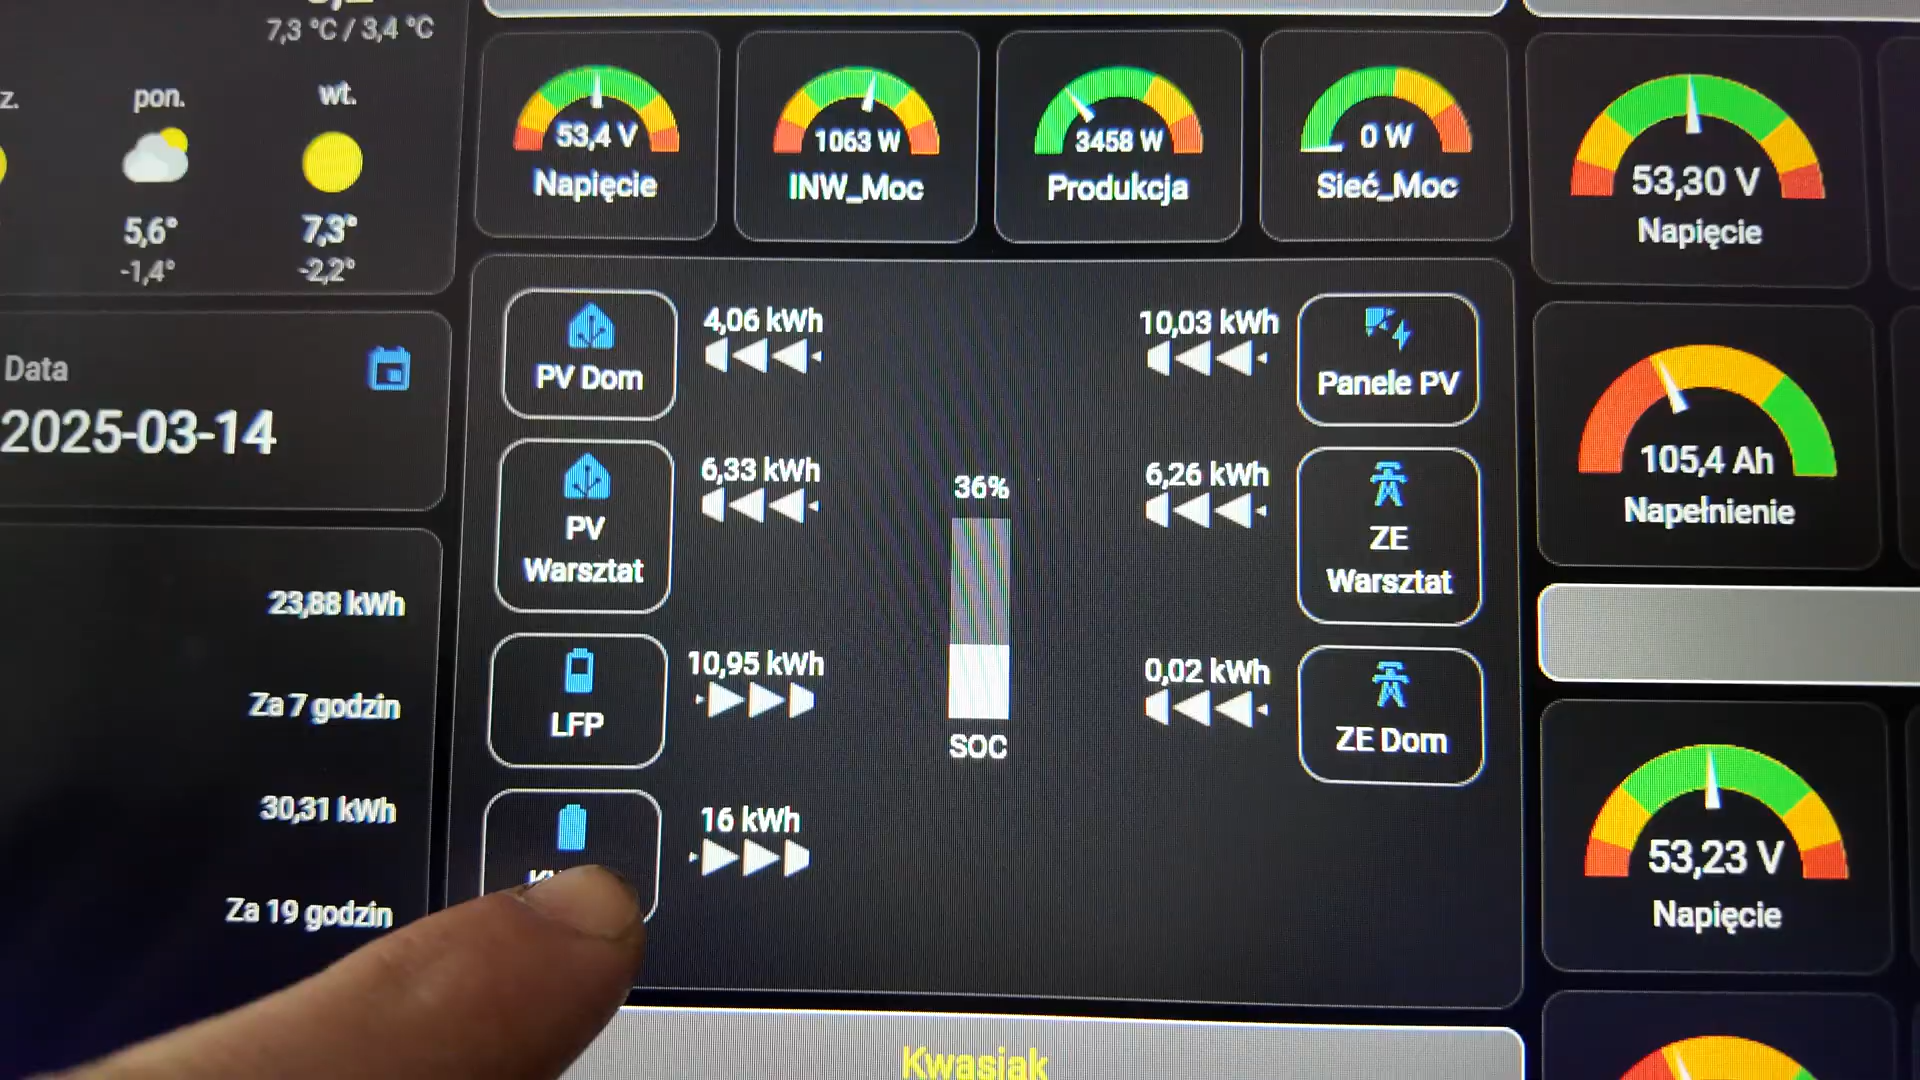 7,3 °C / 3,4 °C
z.
pon.
wt.
5,6°
7,3°
-1,4°
-2,2°
Data
2025-03-14
23,88 kWh
Za 7 godzin
30,31 kWh
Za 19 godzin
53,4 V
Napięcie
1063 W
INW_Moc
3458 W
Produkcja
0 W
Sieć_Moc
PV Dom
4,06 kWh
10,03 kWh
Panele PV
PV
Warsztat
6,33 kWh
36%
SOC
6,26 kWh
ZE
Warsztat
LFP
10,95 kWh
0,02 kWh
ZE Dom
16 kWh
Kwasiak
53,30 V
Napięcie
105,4 Ah
Napełnienie
53,23 V
Napięcie